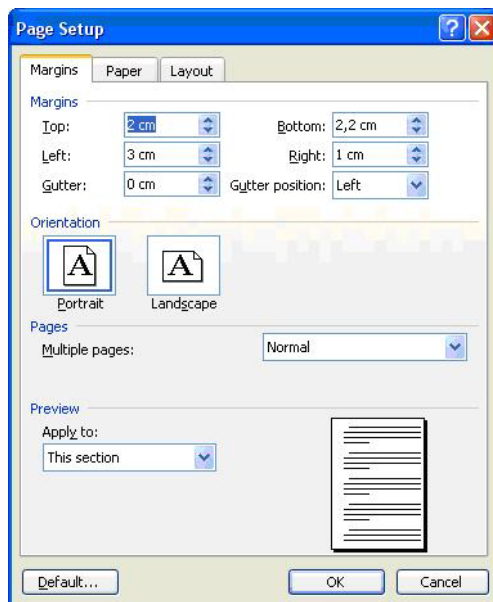 Page Setup
Margins Paper Layout
Margins
Top: 2 cm Bottom: 2,2 cm
Left: 3 cm Right: 1 cm
Gutter: 0 cm Gutter position: Left
Orientation
A A
Portrait Landscape
Pages
Multiple pages: Normal
Preview
Apply to:
This section
Default... OK Cancel